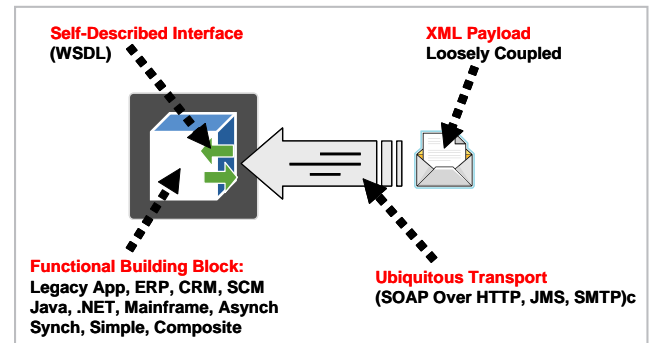 Self-Described Interface
(WSDL)
XML Payload
Loosely Coupled
Functional Building Block:
Legacy App, ERP, CRM, SCM
Java, .NET, Mainframe, Asynch
Synch, Simple, Composite
Ubiquitous Transport
(SOAP Over HTTP, JMS, SMTP)c